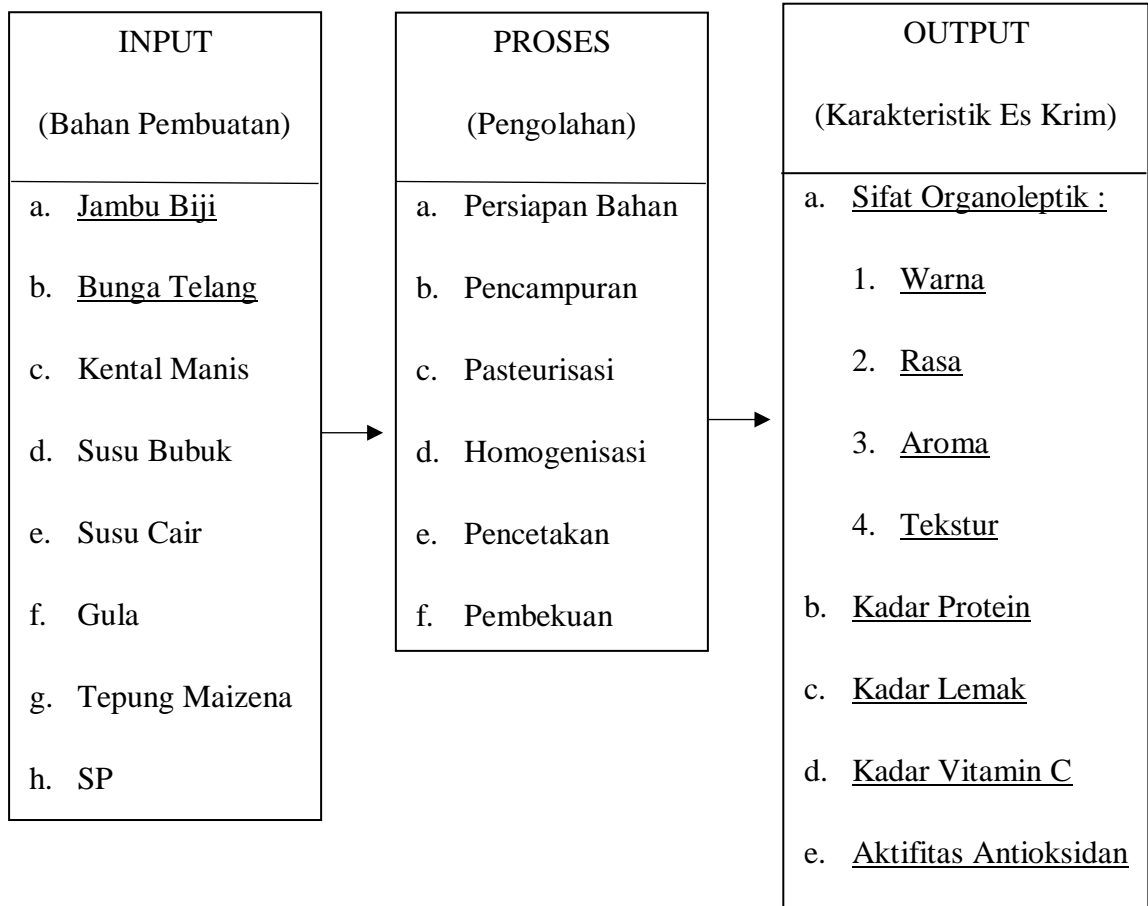 INPUT
(Bahan Pembuatan)
a. Jambu Biji
b. Bunga Telang
c. Kental Manis
d. Susu Bubuk
e. Susu Cair
f. Gula
g. Tepung Maizena
h. SP
PROSES
(Pengolahan)
a. Persiapan Bahan
b. Pencampuran
c. Pasteurisasi
d. Homogenisasi
e. Pencetakan
f. Pembekuan
OUTPUT
(Karakteristik Es Krim)
a. Sifat Organoleptik :
1. Warna
2. Rasa
3. Aroma
4. Tekstur
b. Kadar Protein
c. Kadar Lemak
d. Kadar Vitamin C
e. Aktifitas Antioksidan